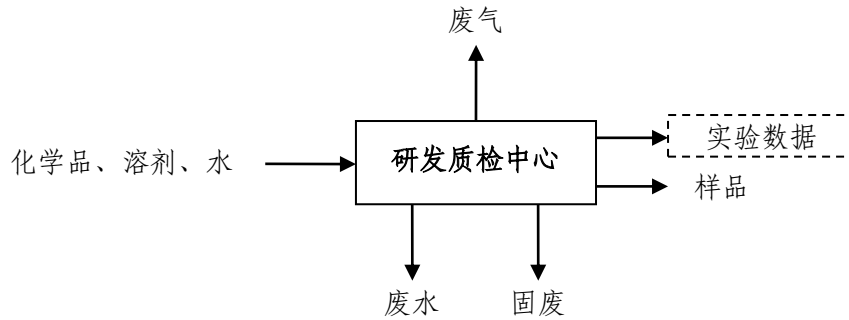 废气
实验数据
化学品、溶剂、水
研发质检中心
样品
废水
固废